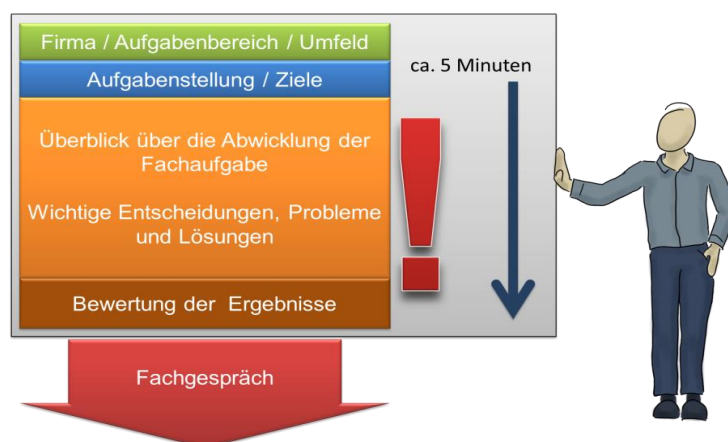 Firma / Aufgabenbereich / Umfeld
Aufgabenstellung / Ziele
ca. 5 Minuten
Überblick über die Abwicklung der
Fachaufgabe
Wichtige Entscheidungen, Probleme
und Lösungen
Bewertung der Ergebnisse
Fachgespräch